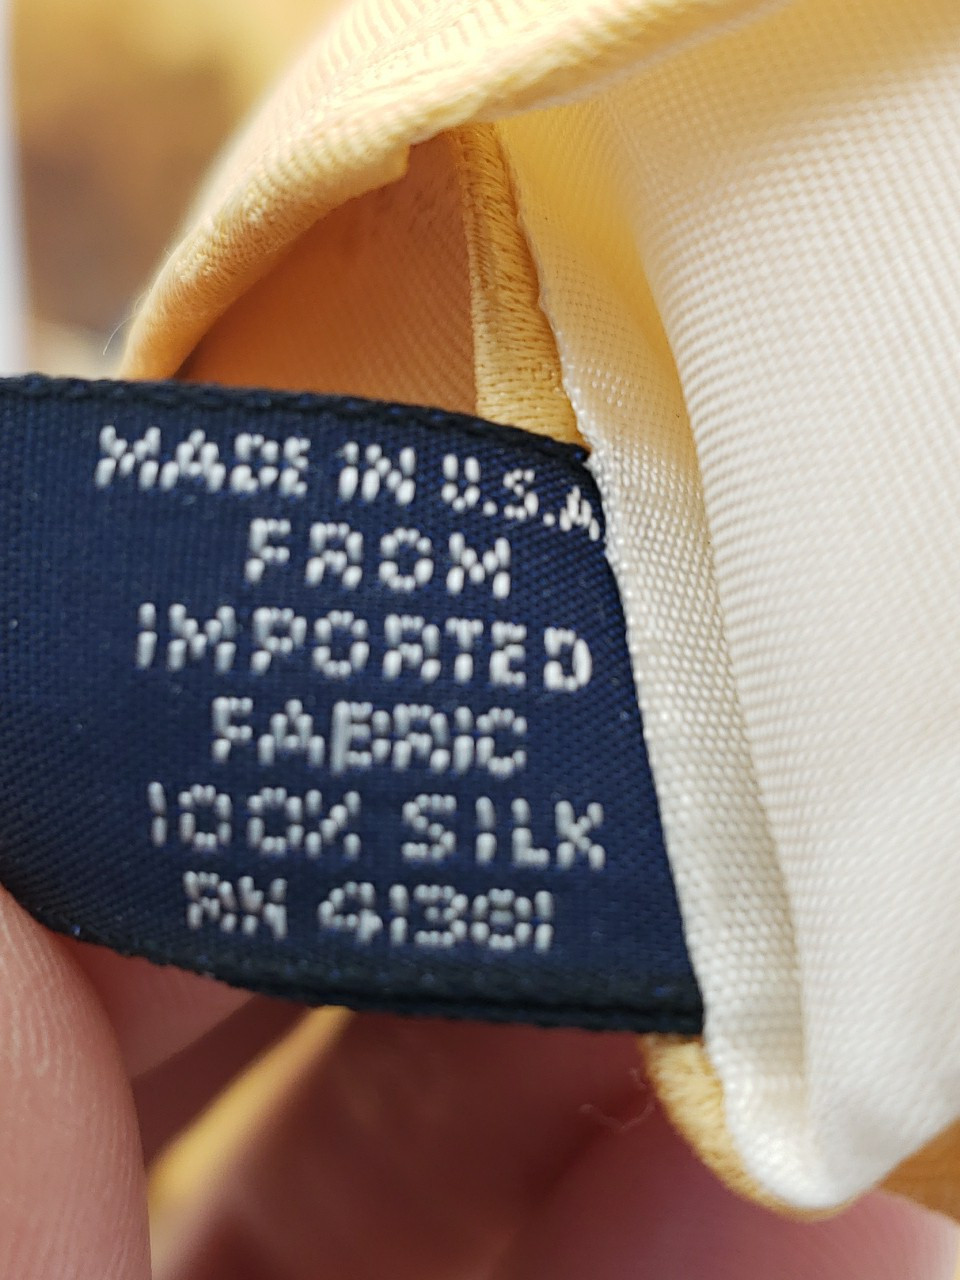 MADE IN U.S.A.
FROM
IMPORTED
FABRIC
100% SILK
RN 41381